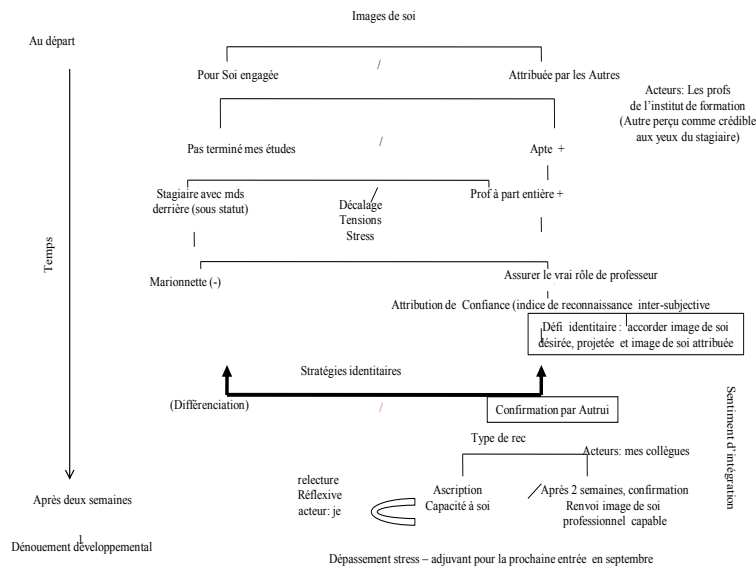 Images de soi
Au départ
Pour Soi engagée
/
Attribuée par les Autres
Acteurs: Les profs
de l'institut de formation
(Autre perçu comme crédible
aux yeux du stagiaire)
Pas terminé mes études
/
Apte +
Stagiaire avec mds
derrière (sous statut)
Décalage
Tensions
Stress
Prof à part entière +
Temps
Marionnette (-)
Assurer le vrai rôle de professeur
Attribution de Confiance (indice de reconnaissance inter-subjective
Défi identitaire : accorder image de soi
désirée, projetée et image de soi attribuée
Stratégies identitaires
(Différenciation)
/
Confirmation par Autrui
Sentiment d'intégration
Type de rec
Acteurs: mes collègues
relecture
Réflexive
acteur: je
Ascription
Capacité à soi
Après 2 semaines, confirmation
Renvoi image de soi
professionnel capable
Après deux semaines
Dénouement développemental
Dépassement stress – adjuvant pour la prochaine entrée en septembre